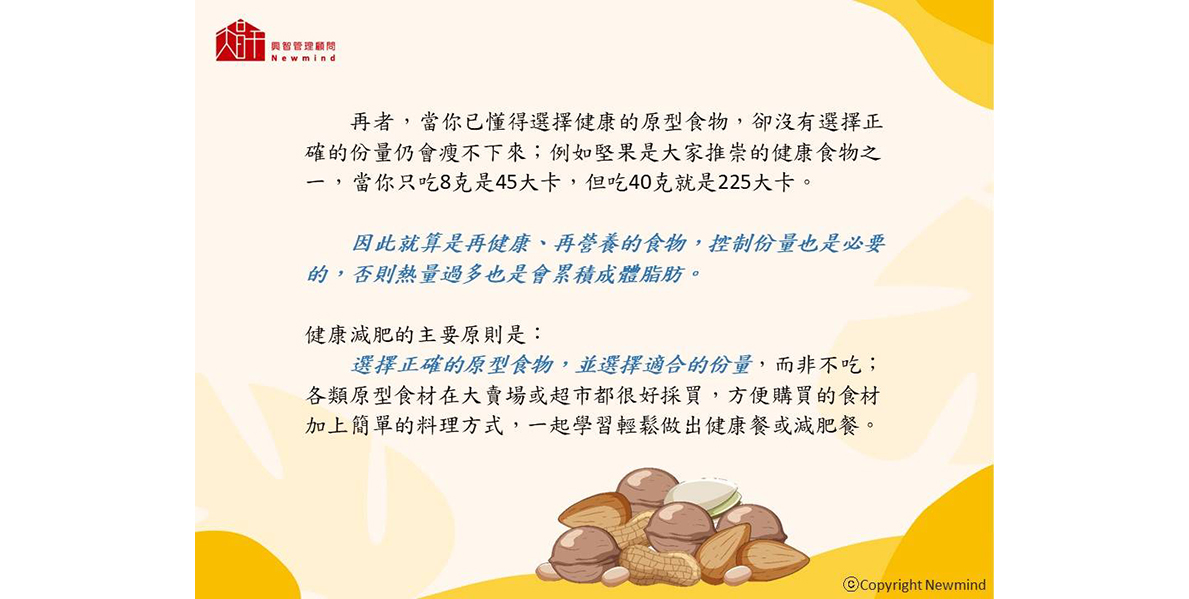 興智管理顧問
Newmind
再者，當你已懂得選擇健康的原型食物，卻沒有選擇正
確的份量仍會瘦不下來；例如堅果是大家推崇的健康食物之
一，當你只吃8克是45大卡，但吃40克就是225大卡。
因此就算是再健康、再營養的食物，控制份量也是必要
的，否則熱量過多也是會累積成體脂肪。
健康減肥的主要原則是：
選擇正確的原型食物，並選擇適合的份量，而非不吃；
各類原型食材在大賣場或超市都很好採買，方便購買的食材
加上簡單的料理方式，一起學習輕鬆做出健康餐或減肥餐。
©Copyright Newmind